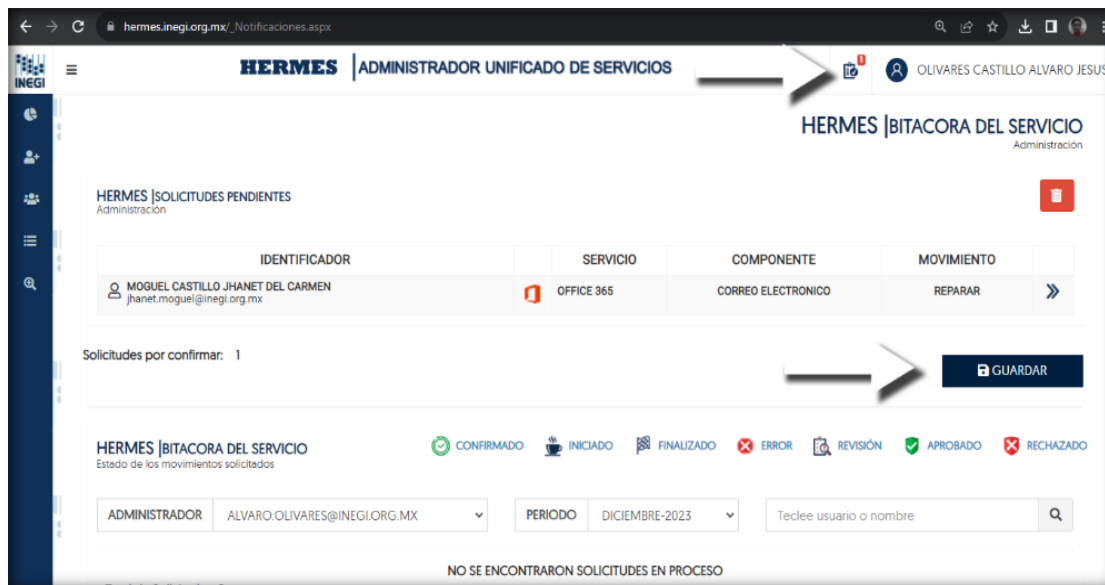 hermes.inegi.org.mx/_Notificaciones.aspx
INEGI
HERMES | ADMINISTRADOR UNIFICADO DE SERVICIOS
1
OLIVARES CASTILLO ALVARO JESUS
HERMES |BITACORA DEL SERVICIO
Administración
HERMES |SOLICITUDES PENDIENTES
Administración
IDENTIFICADOR SERVICIO COMPONENTE MOVIMIENTO
MOGUEL CASTILLO JHANET DEL CARMEN
jhanet.moguel@inegi.org.mx
OFFICE 365 CORREO ELECTRONICO REPARAR
Solicitudes por confirmar: 1
GUARDAR
HERMES |BITACORA DEL SERVICIO
Estado de los movimientos solicitados
CONFIRMADO INICIADO FINALIZADO ERROR REVISIÓN APROBADO RECHAZADO
ADMINISTRADOR ALVARO.OLIVARES@INEGI.ORG.MX PERIODO DICIEMBRE-2023 Teclee usuario o nombre
NO SE ENCONTRARON SOLICITUDES EN PROCESO